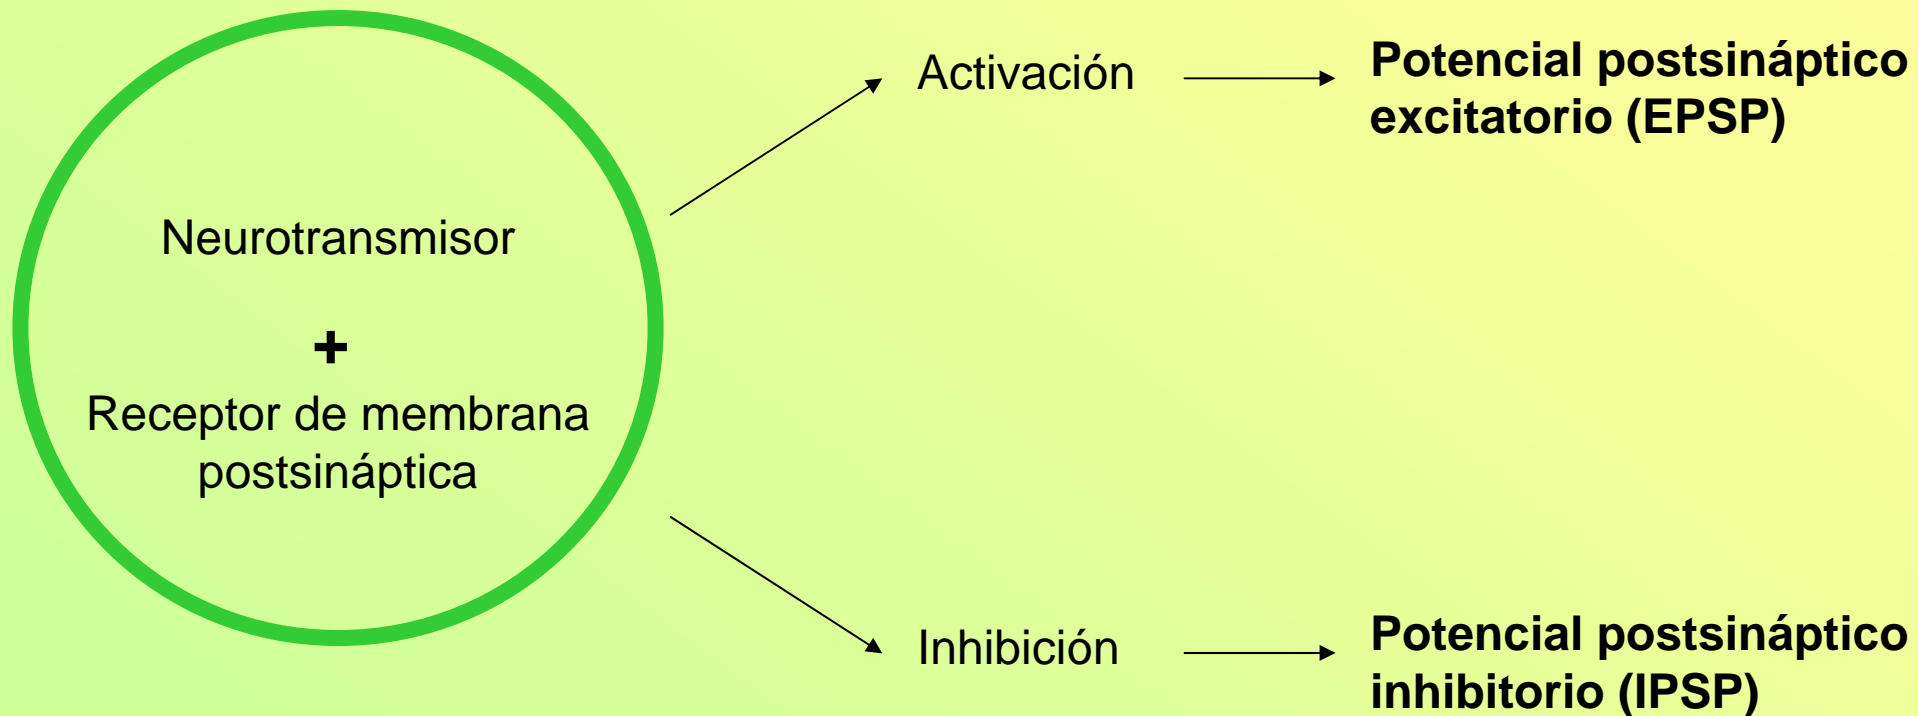 Neurotransmisor
+
Receptor de membrana
postsináptica
Activación
Potencial postsináptico
excitatorio (EPSP)
Inhibición
Potencial postsináptico
inhibitorio (IPSP)